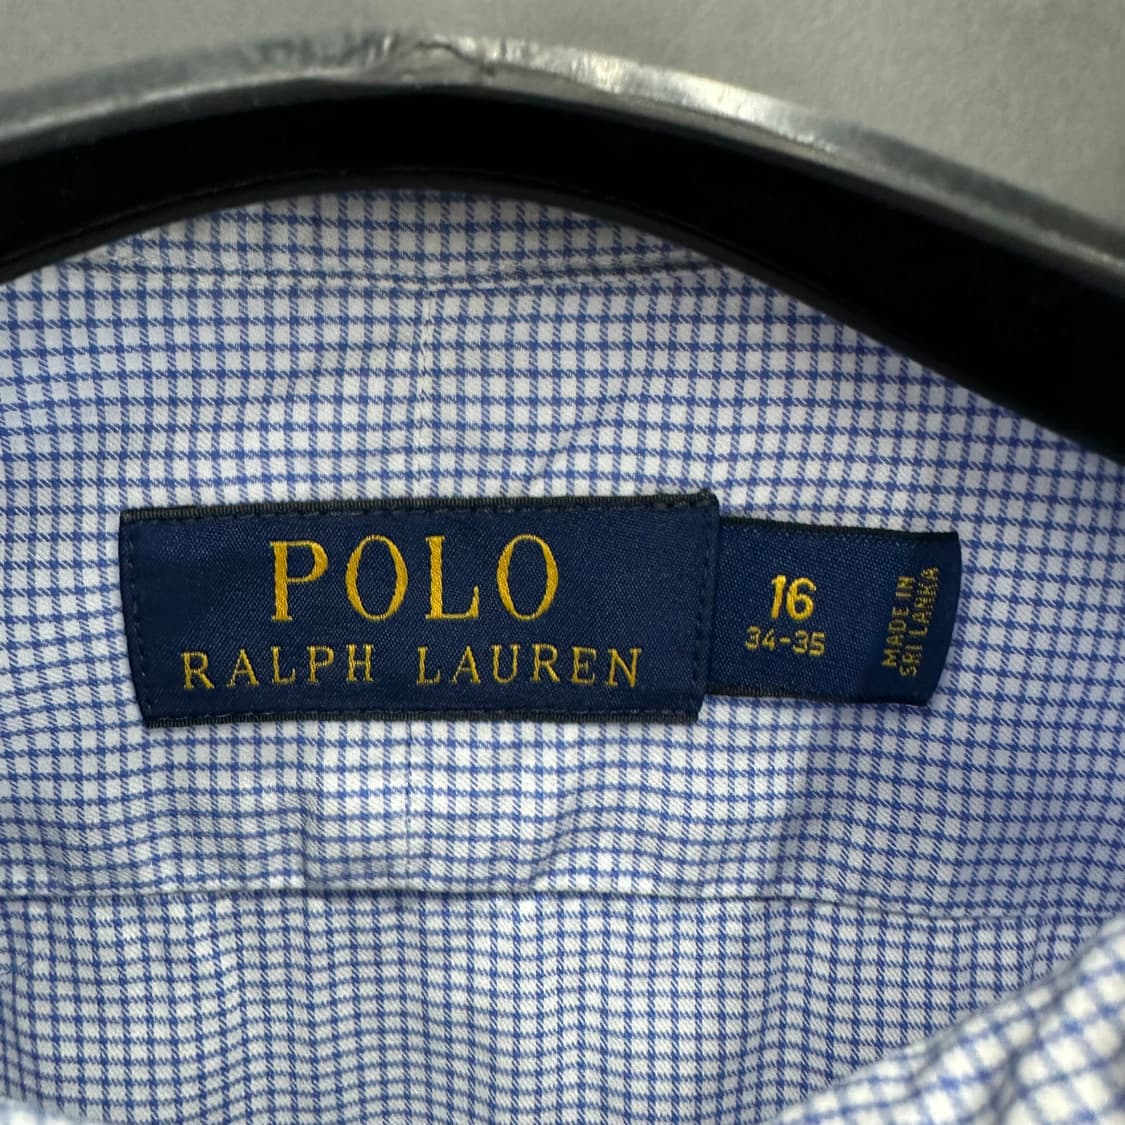 POLO
RALPH LAUREN
16
34-35
MADE IN
SRI LANKA